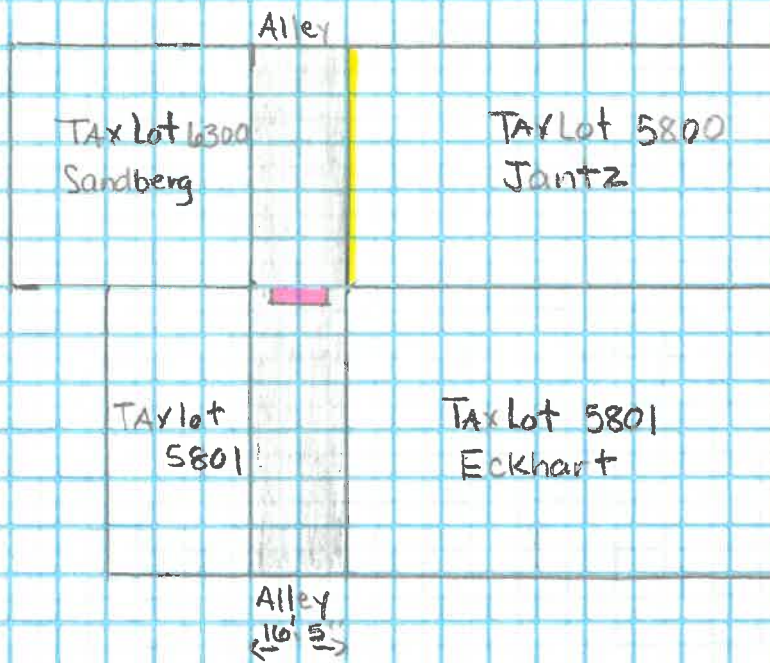 Alley
TAx Lot 6300
Sandberg
TAx Lot 5800
Jantz
TAx lot
5801
TAx Lot 5801
Eckhart
Alley
16' 5"